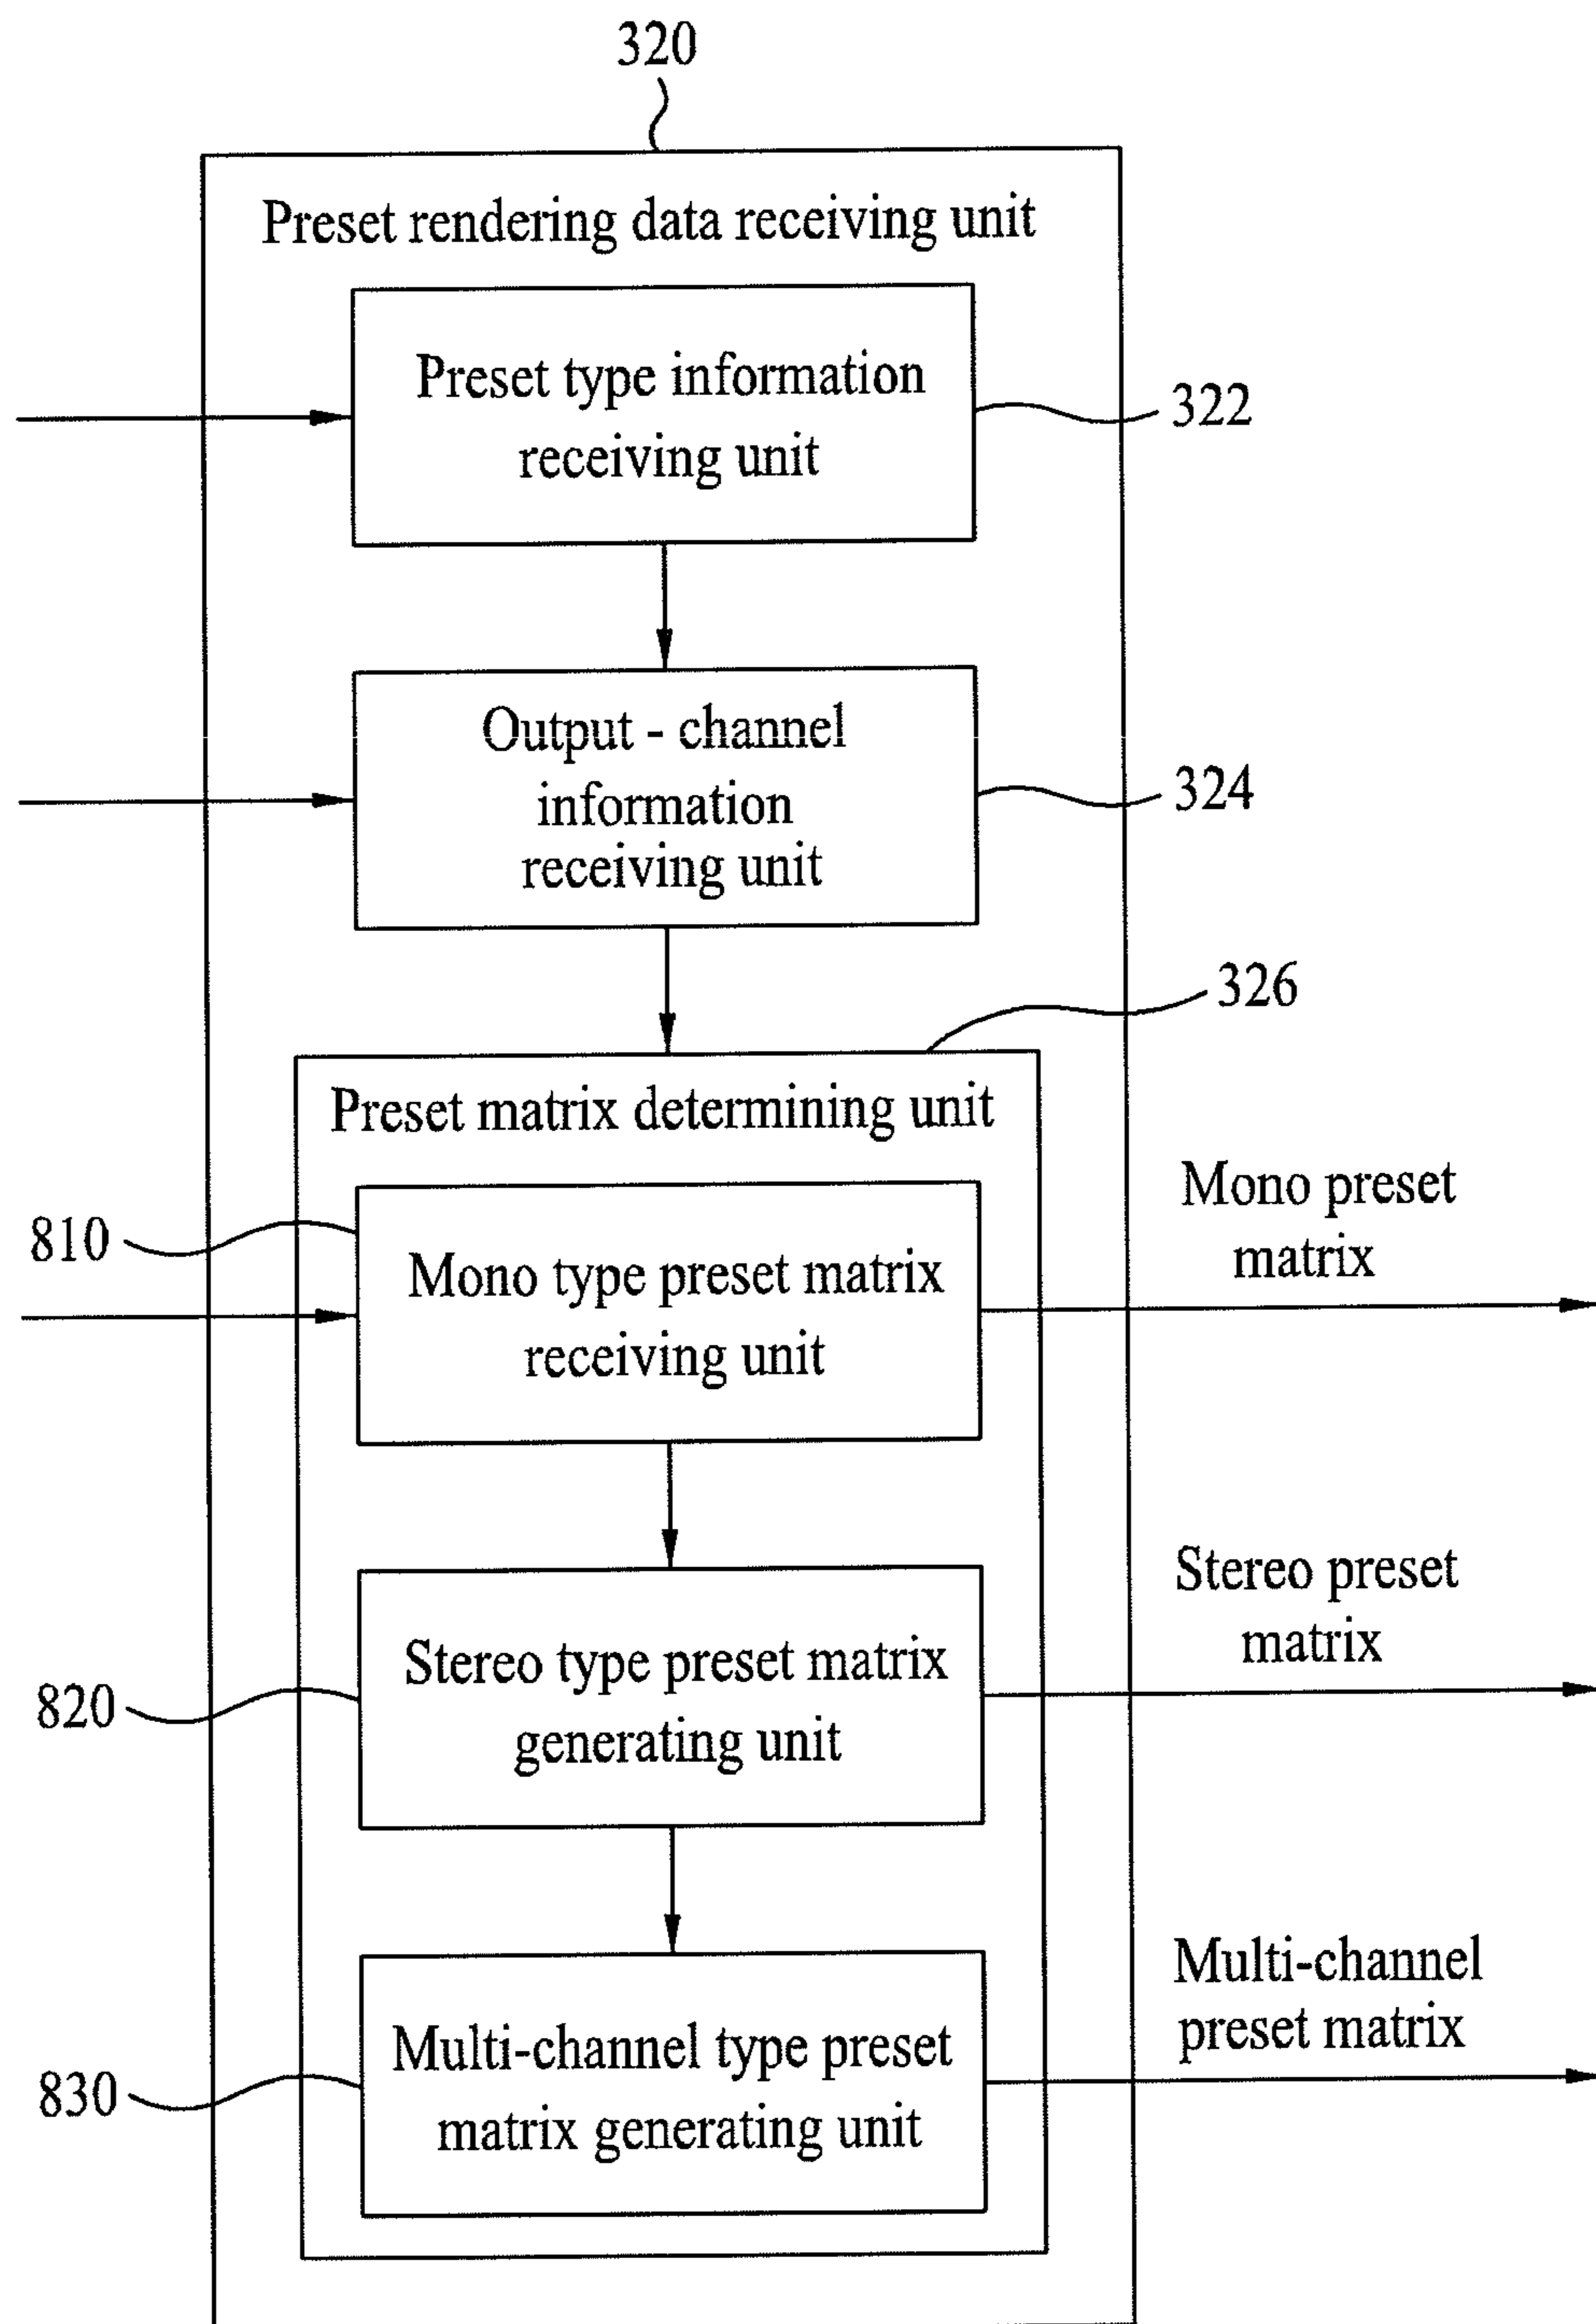 320
Preset rendering data receiving unit
Preset type information
receiving unit
322
Output - channel
information
receiving unit
324
326
Preset matrix determining unit
810
Mono type preset matrix
receiving unit
Mono preset
matrix
820
Stereo type preset matrix
generating unit
Stereo preset
matrix
830
Multi-channel type preset
matrix generating unit
Multi-channel
preset matrix